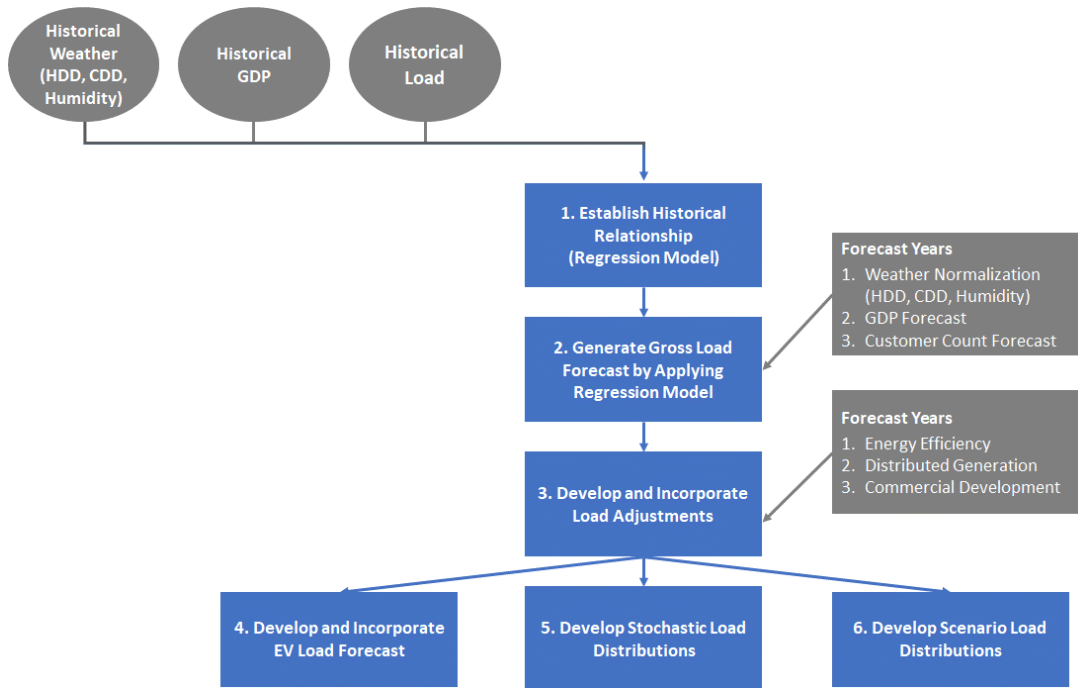 Historical
Weather
(HDD, CDD,
Humidity)
Historical
GDP
Historical
Load
1. Establish Historical
Relationship
(Regression Model)
Forecast Years
1. Weather Normalization
(HDD, CDD, Humidity)
2. GDP Forecast
3. Customer Count Forecast
2. Generate Gross Load
Forecast by Applying
Regression Model
Forecast Years
1. Energy Efficiency
2. Distributed Generation
3. Commercial Development
3. Develop and Incorporate
Load Adjustments
4. Develop and Incorporate
EV Load Forecast
5. Develop Stochastic Load
Distributions
6. Develop Scenario Load
Distributions